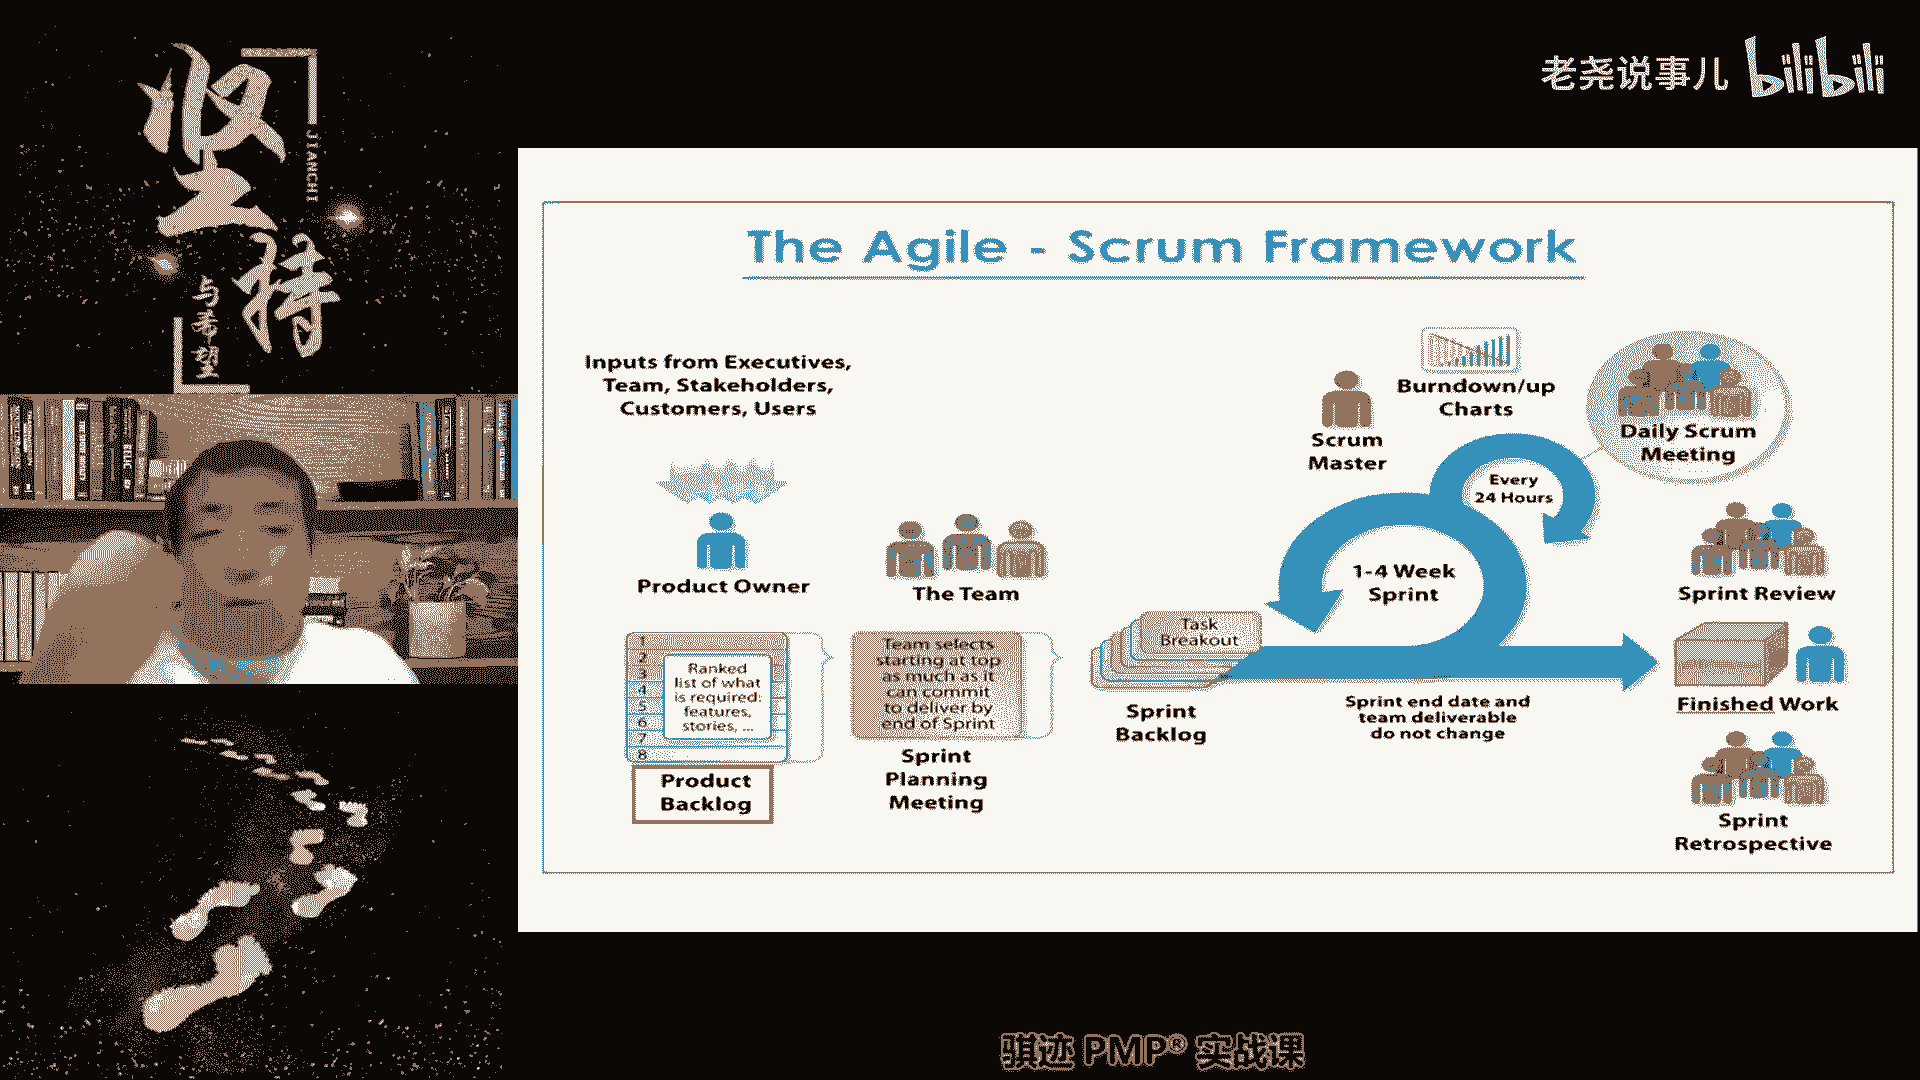 坚持
JIANCHI
与希望
老尧说事儿 bilibili
The Agile - Scrum Framework
Inputs from Executives,
Team, Stakeholders,
Customers, Users
Product Owner
The Team
1
2
3
4
5
6
7
8
Ranked
list of what
is required:
features,
stories, ...
Product
Backlog
Team selects
starting at top
as much as it
can commit
to deliver by
end of Sprint
Sprint
Planning
Meeting
Task
Breakout
Sprint
Backlog
Scrum
Master
Burndown/up
Charts
Every
24 Hours
1-4 Week
Sprint
Sprint end date and
team deliverable
do not change
Daily Scrum
Meeting
Sprint Review
Finished Work
Sprint
Retrospective
骐迹 PMP® 实战课